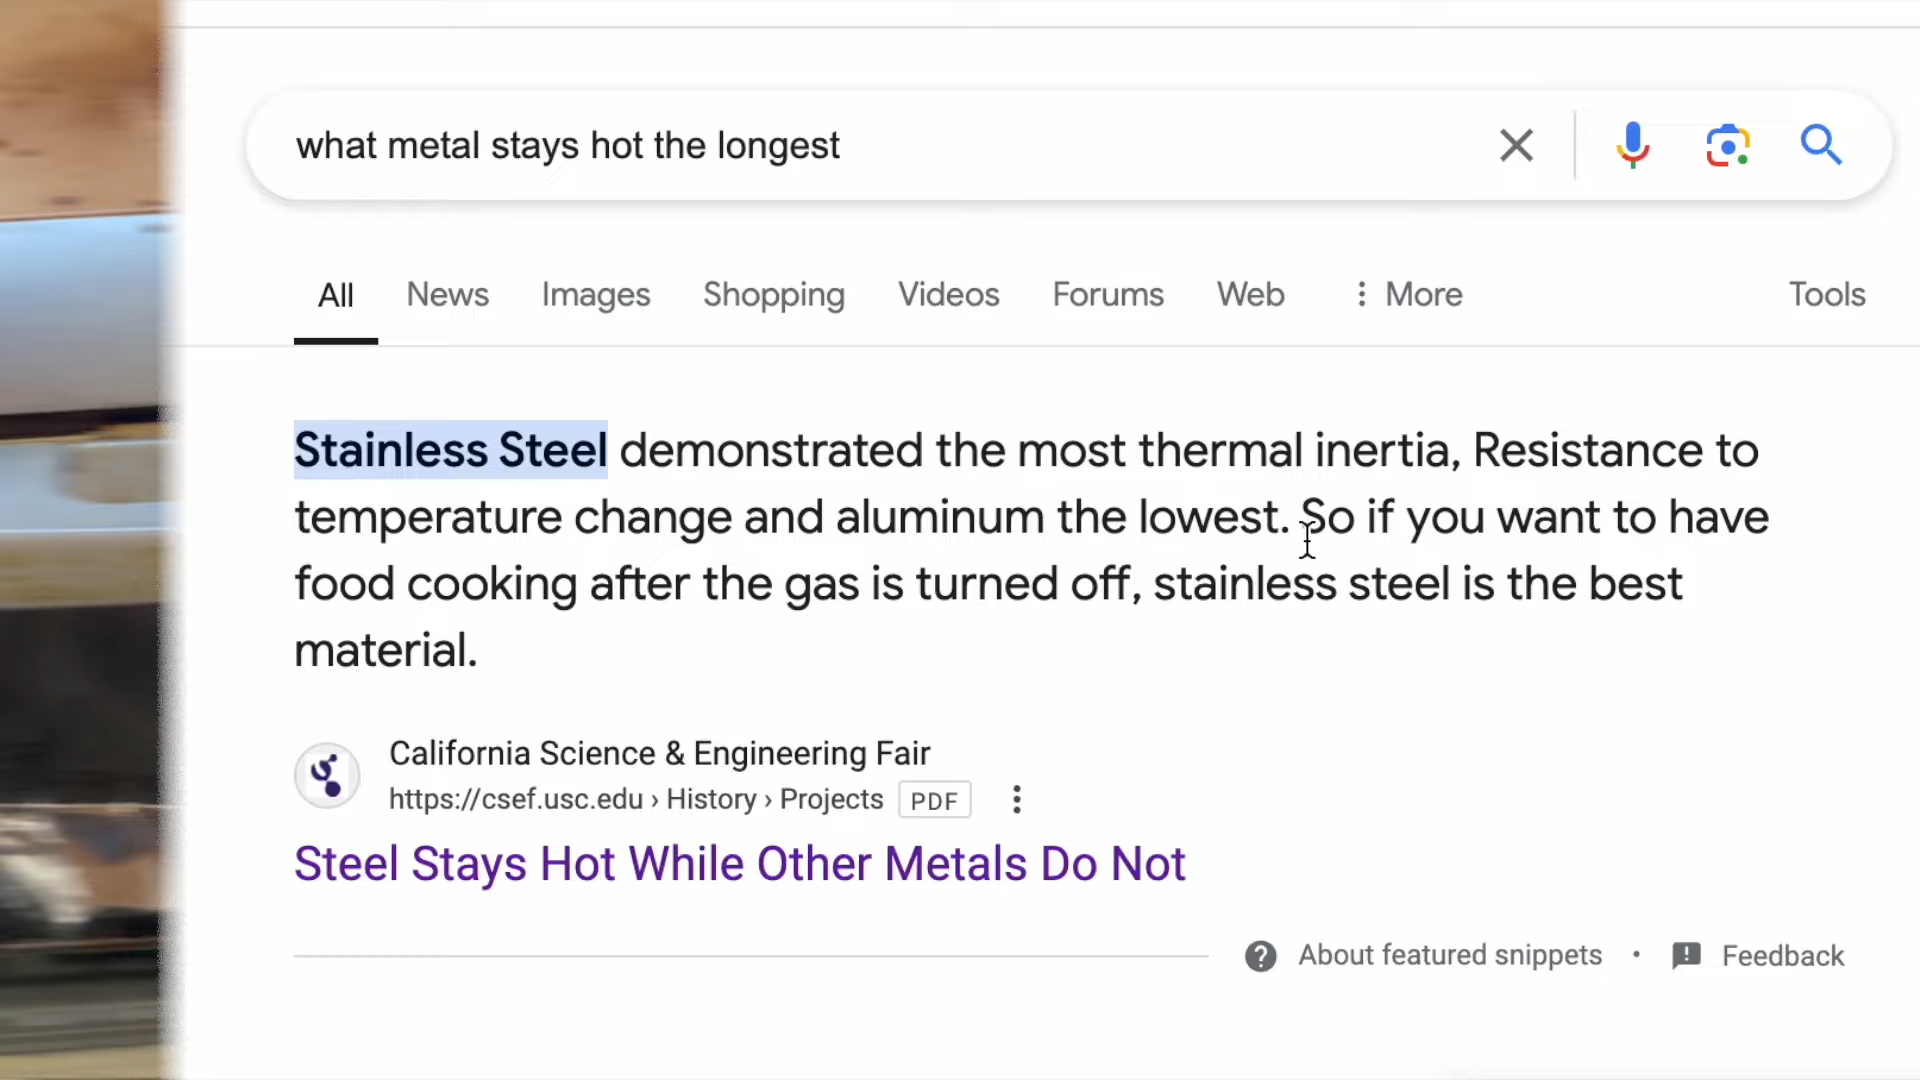 what metal stays hot the longest
All News Images Shopping Videos Forums Web More Tools
Stainless Steel demonstrated the most thermal inertia, Resistance to
temperature change and aluminum the lowest. So if you want to have
food cooking after the gas is turned off, stainless steel is the best
material.
California Science & Engineering Fair
https://csef.usc.edu › History › Projects PDF
Steel Stays Hot While Other Metals Do Not
About featured snippets • Feedback